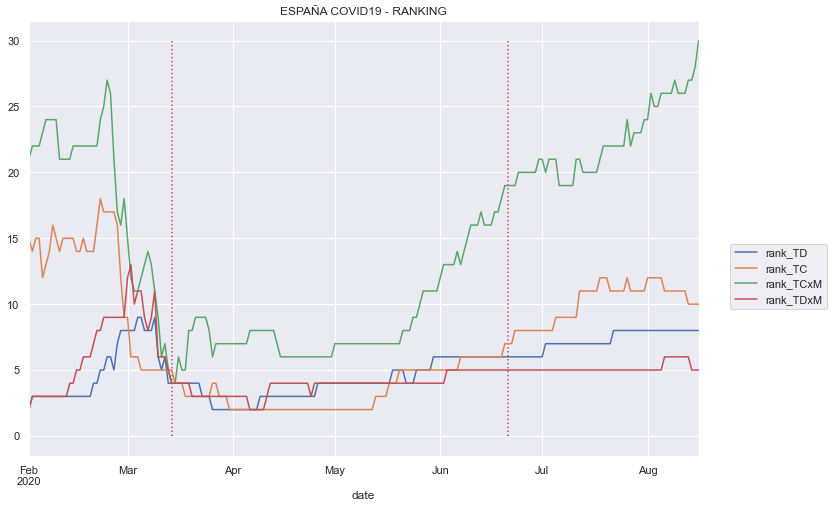 ESPAÑA COVID19 - RANKING
30
25
20
15
10
5
0
Feb
2020
Mar
Apr
May
Jun
Jul
Aug
date
rank_TD
rank_TC
rank_TCxM
rank_TDxM